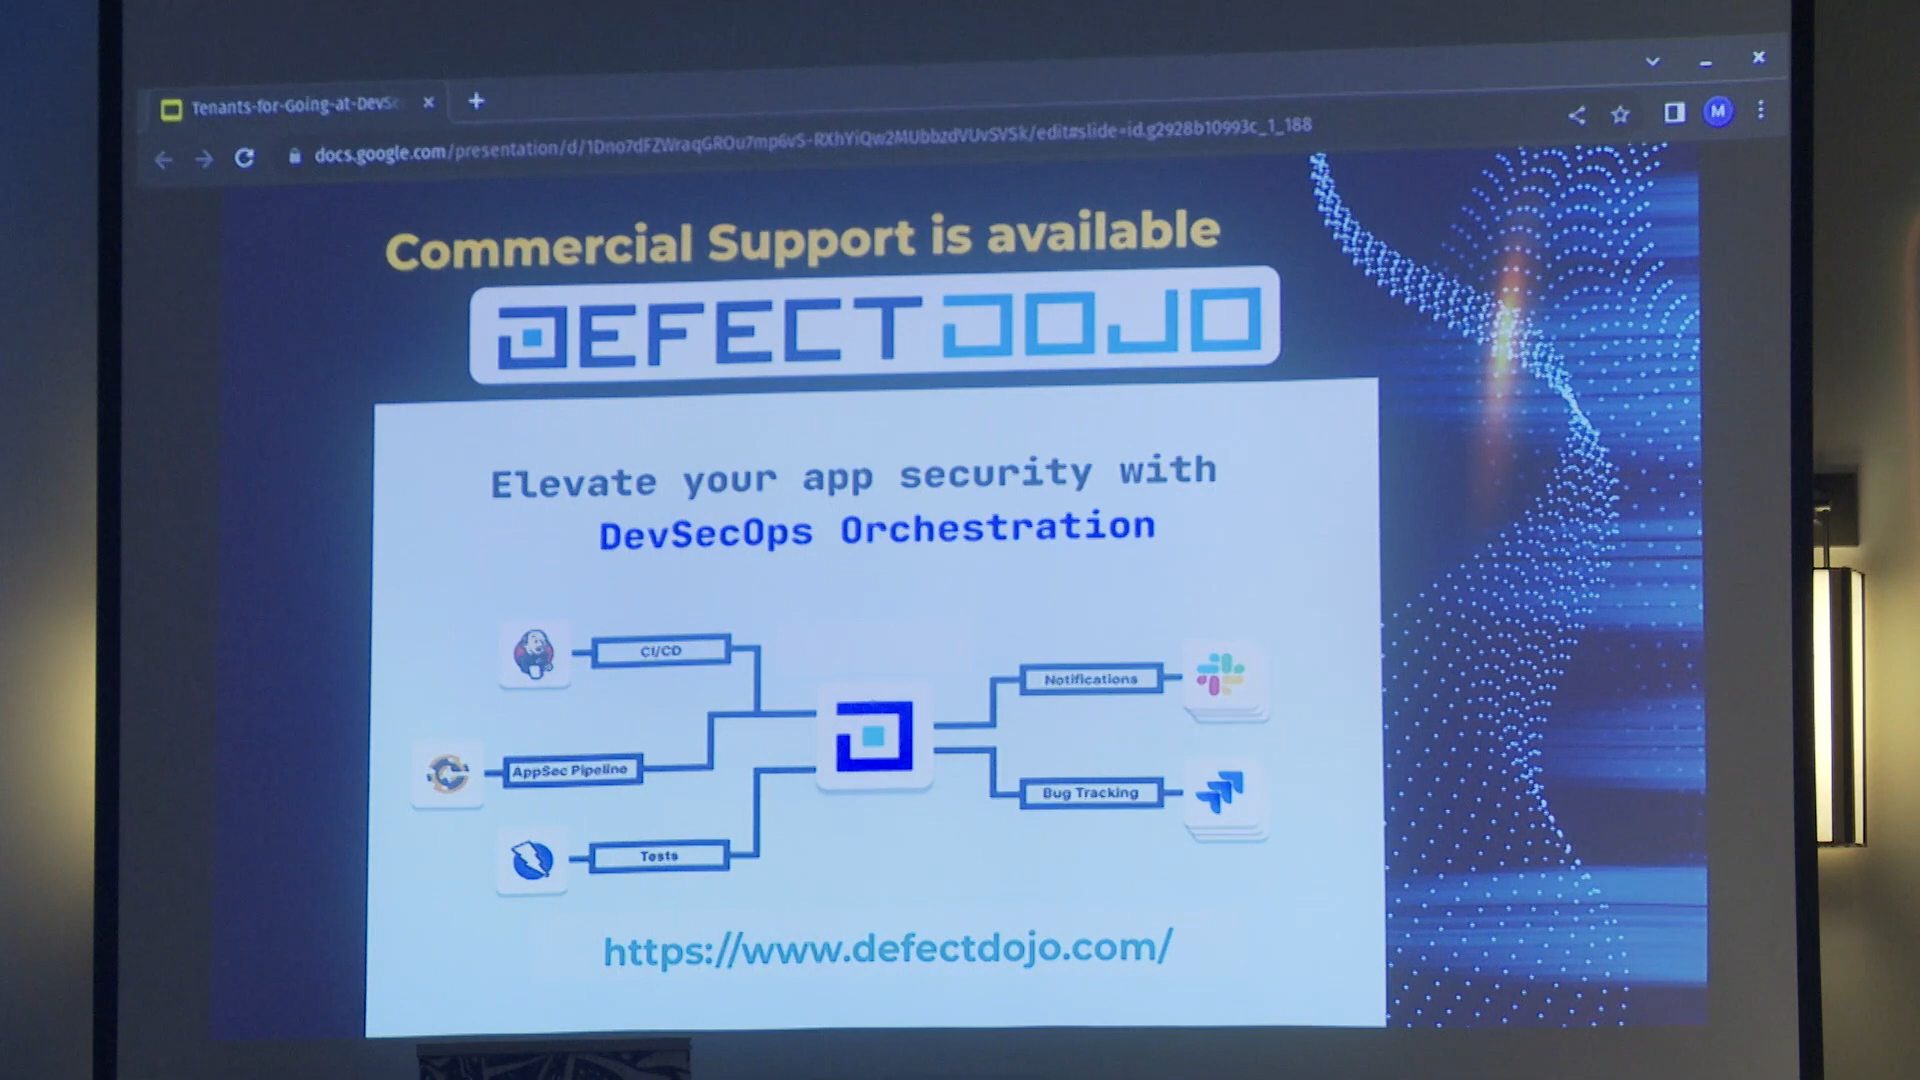 Tenants-for-Going-at-DevSe
M
docs.google.com/presentation/d/1Dno7dFZWraqGROu7mp6vS-RXhYiQw2MUbbzdVUvSVSk/edit#slide=id.g2928b10993c_1_188
Commercial Support is available
DEFECT DOJO
Elevate your app security with
DevSecOps Orchestration
CI/CD
Notifications
AppSec Pipeline
Bug Tracking
Tests
https://www.defectdojo.com/